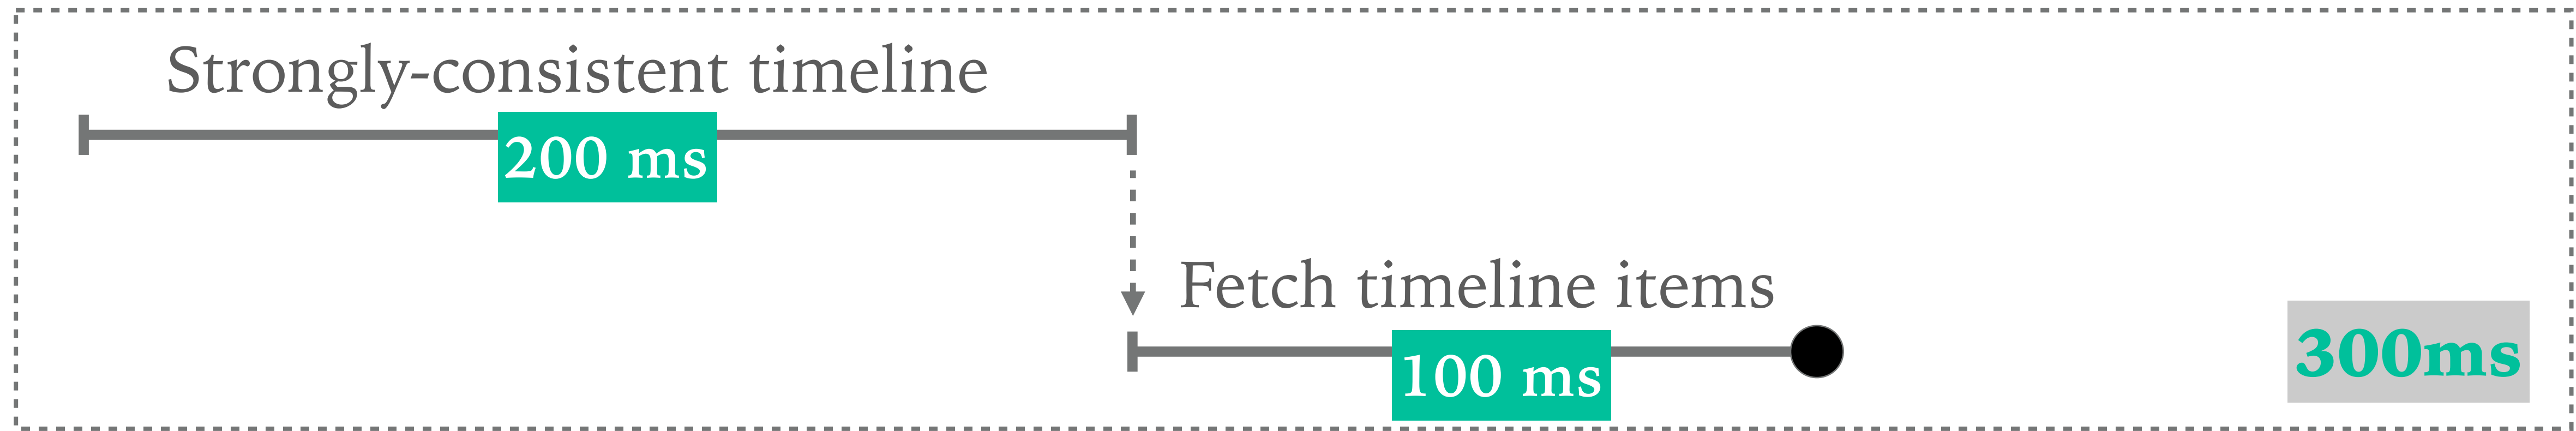 Strongly-consistent timeline
200 ms
Fetch timeline items
100 ms
300ms